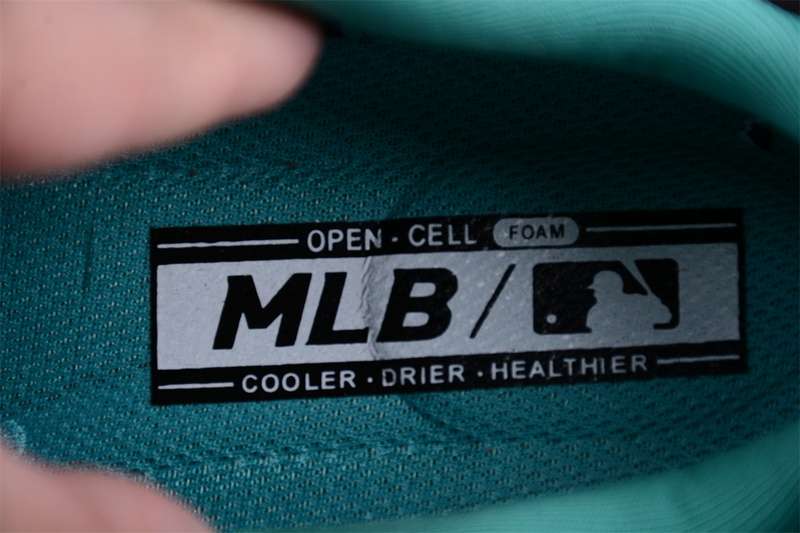 OPEN · CELL FOAM
MLB /
COOLER · DRIER · HEALTHIER